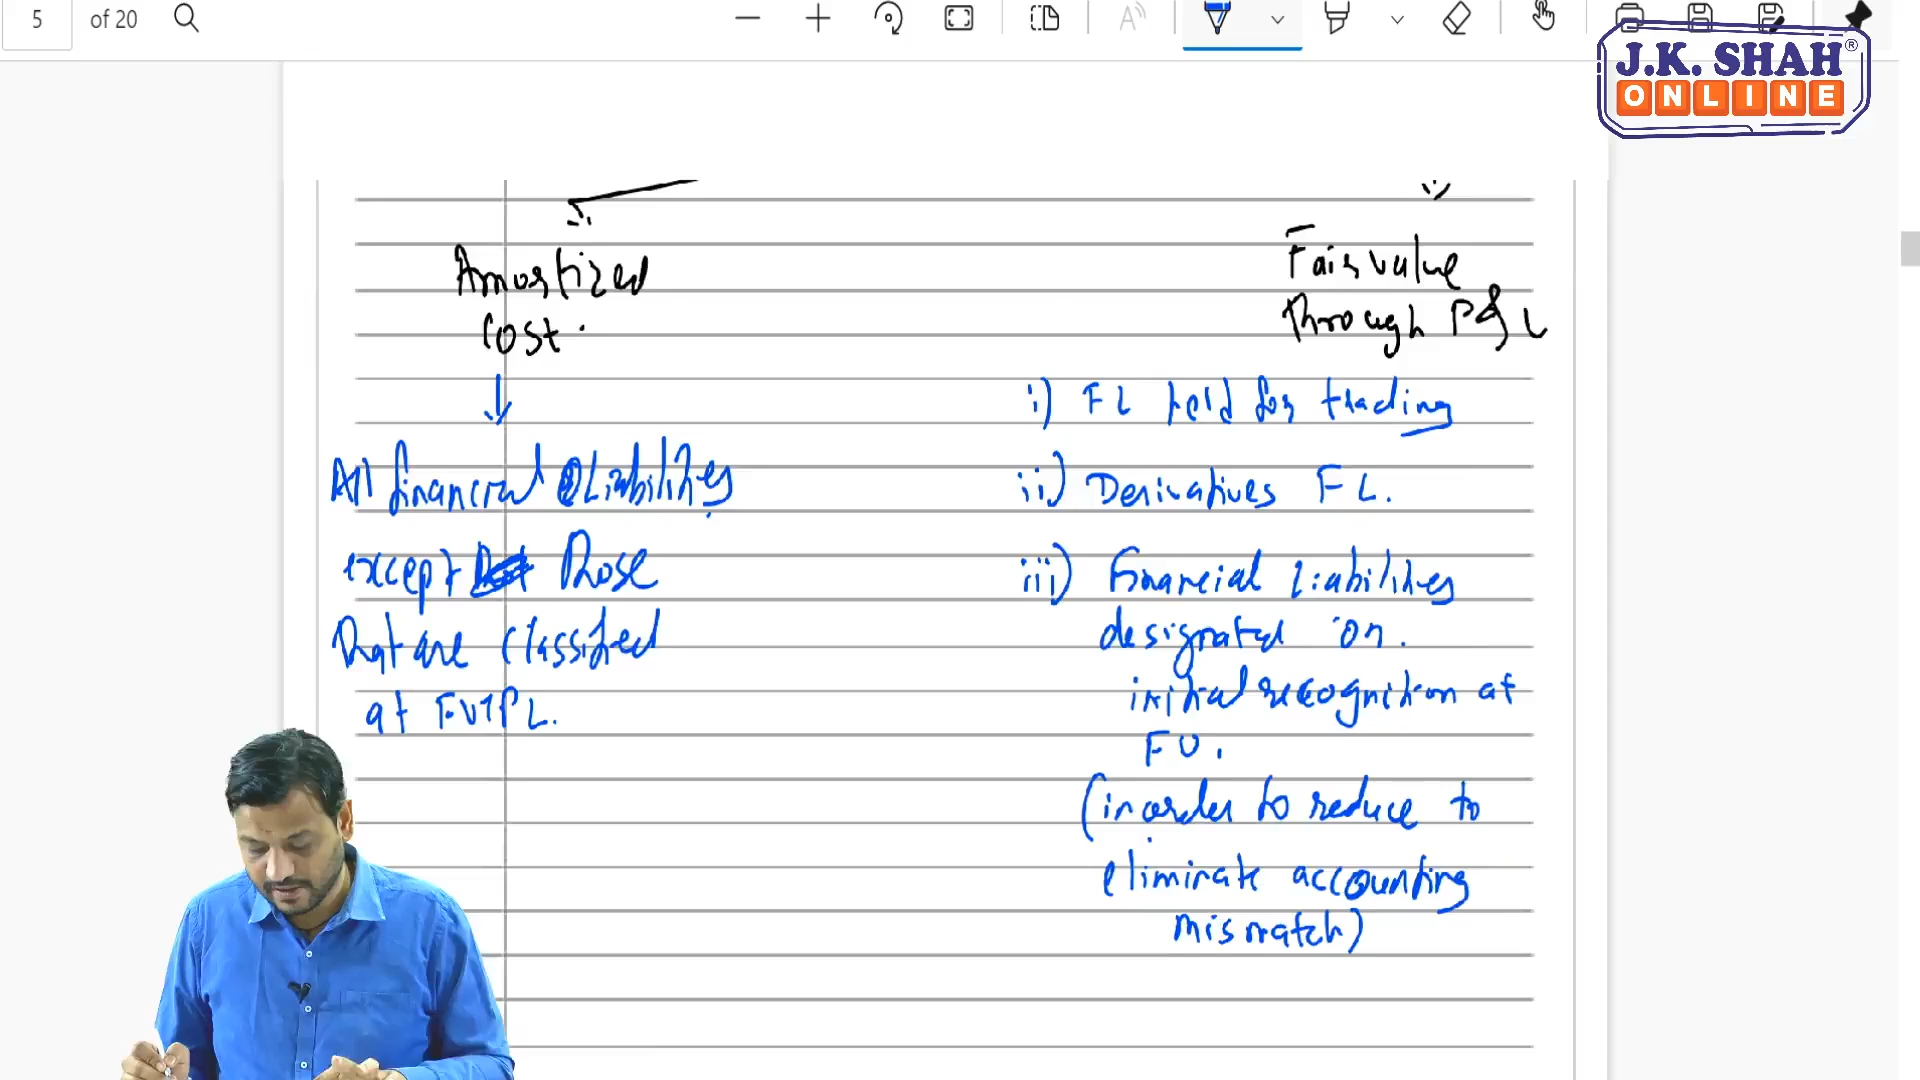 5 of 20
J.K. SHAH®
ONLINE
Amortized
Cost.
All financial Liabilities
except those
that are classified
at FVTPL.
Fair value
through P&L
i) FL held for trading
ii) Derivatives FL.
iii) Financial Liabilities
designated on.
initial recognition at
FV.
(in order to reduce to
eliminate accounting
mismatch)